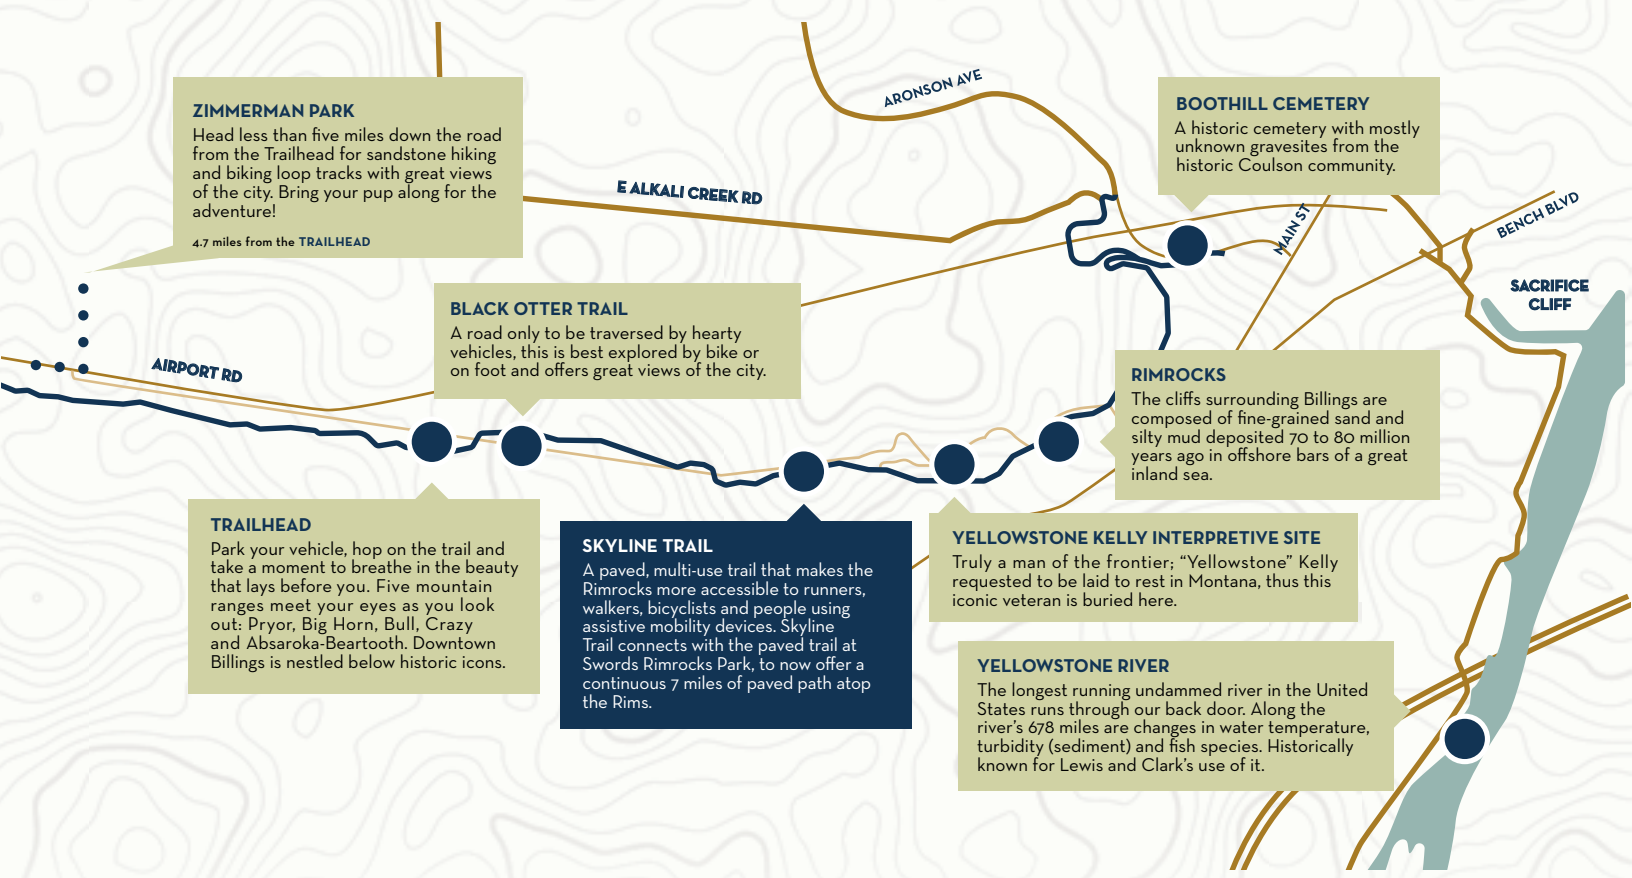 ARONSON AVE
ZIMMERMAN PARK
Head less than five miles down the road
from the Trailhead for sandstone hiking
and biking loop tracks with great views
of the city. Bring your pup along for the
adventure!
4.7 miles from the TRAILHEAD
BOOTHILL CEMETERY
A historic cemetery with mostly
unknown gravesites from the
historic Coulson community.
E ALKALI CREEK RD
MAIN ST
BENCH BLVD
SACRIFICE
CLIFF
BLACK OTTER TRAIL
A road only to be traversed by hearty
vehicles, this is best explored by bike or
on foot and offers great views of the city.
AIRPORT RD
RIMROCKS
The cliffs surrounding Billings are
composed of fine-grained sand and
silty mud deposited 70 to 80 million
years ago in offshore bars of a great
inland sea.
TRAILHEAD
Park your vehicle, hop on the trail and
take a moment to breathe in the beauty
that lays before you. Five mountain
ranges meet your eyes as you look
out: Pryor, Big Horn, Bull, Crazy
and Absaroka-Beartooth. Downtown
Billings is nestled below historic icons.
SKYLINE TRAIL
A paved, multi-use trail that makes the
Rimrocks more accessible to runners,
walkers, bicyclists and people using
assistive mobility devices. Skyline
Trail connects with the paved trail at
Swords Rimrocks Park, to now offer a
continuous 7 miles of paved path atop
the Rims.
YELLOWSTONE KELLY INTERPRETIVE SITE
Truly a man of the frontier; “Yellowstone” Kelly
requested to be laid to rest in Montana, thus this
iconic veteran is buried here.
YELLOWSTONE RIVER
The longest running undammed river in the United
States runs through our back door. Along the
river’s 678 miles are changes in water temperature,
turbidity (sediment) and fish species. Historically
known for Lewis and Clark’s use of it.